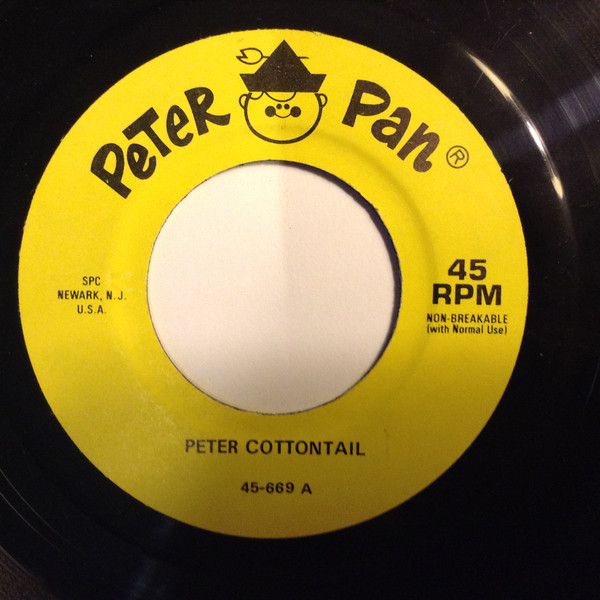 PeTeR Pan®
SPC
NEWARK, N.J.
U.S.A.
45
RPM
NON-BREAKABLE
(with Normal Use)
PETER COTTONTAIL
45-669 A